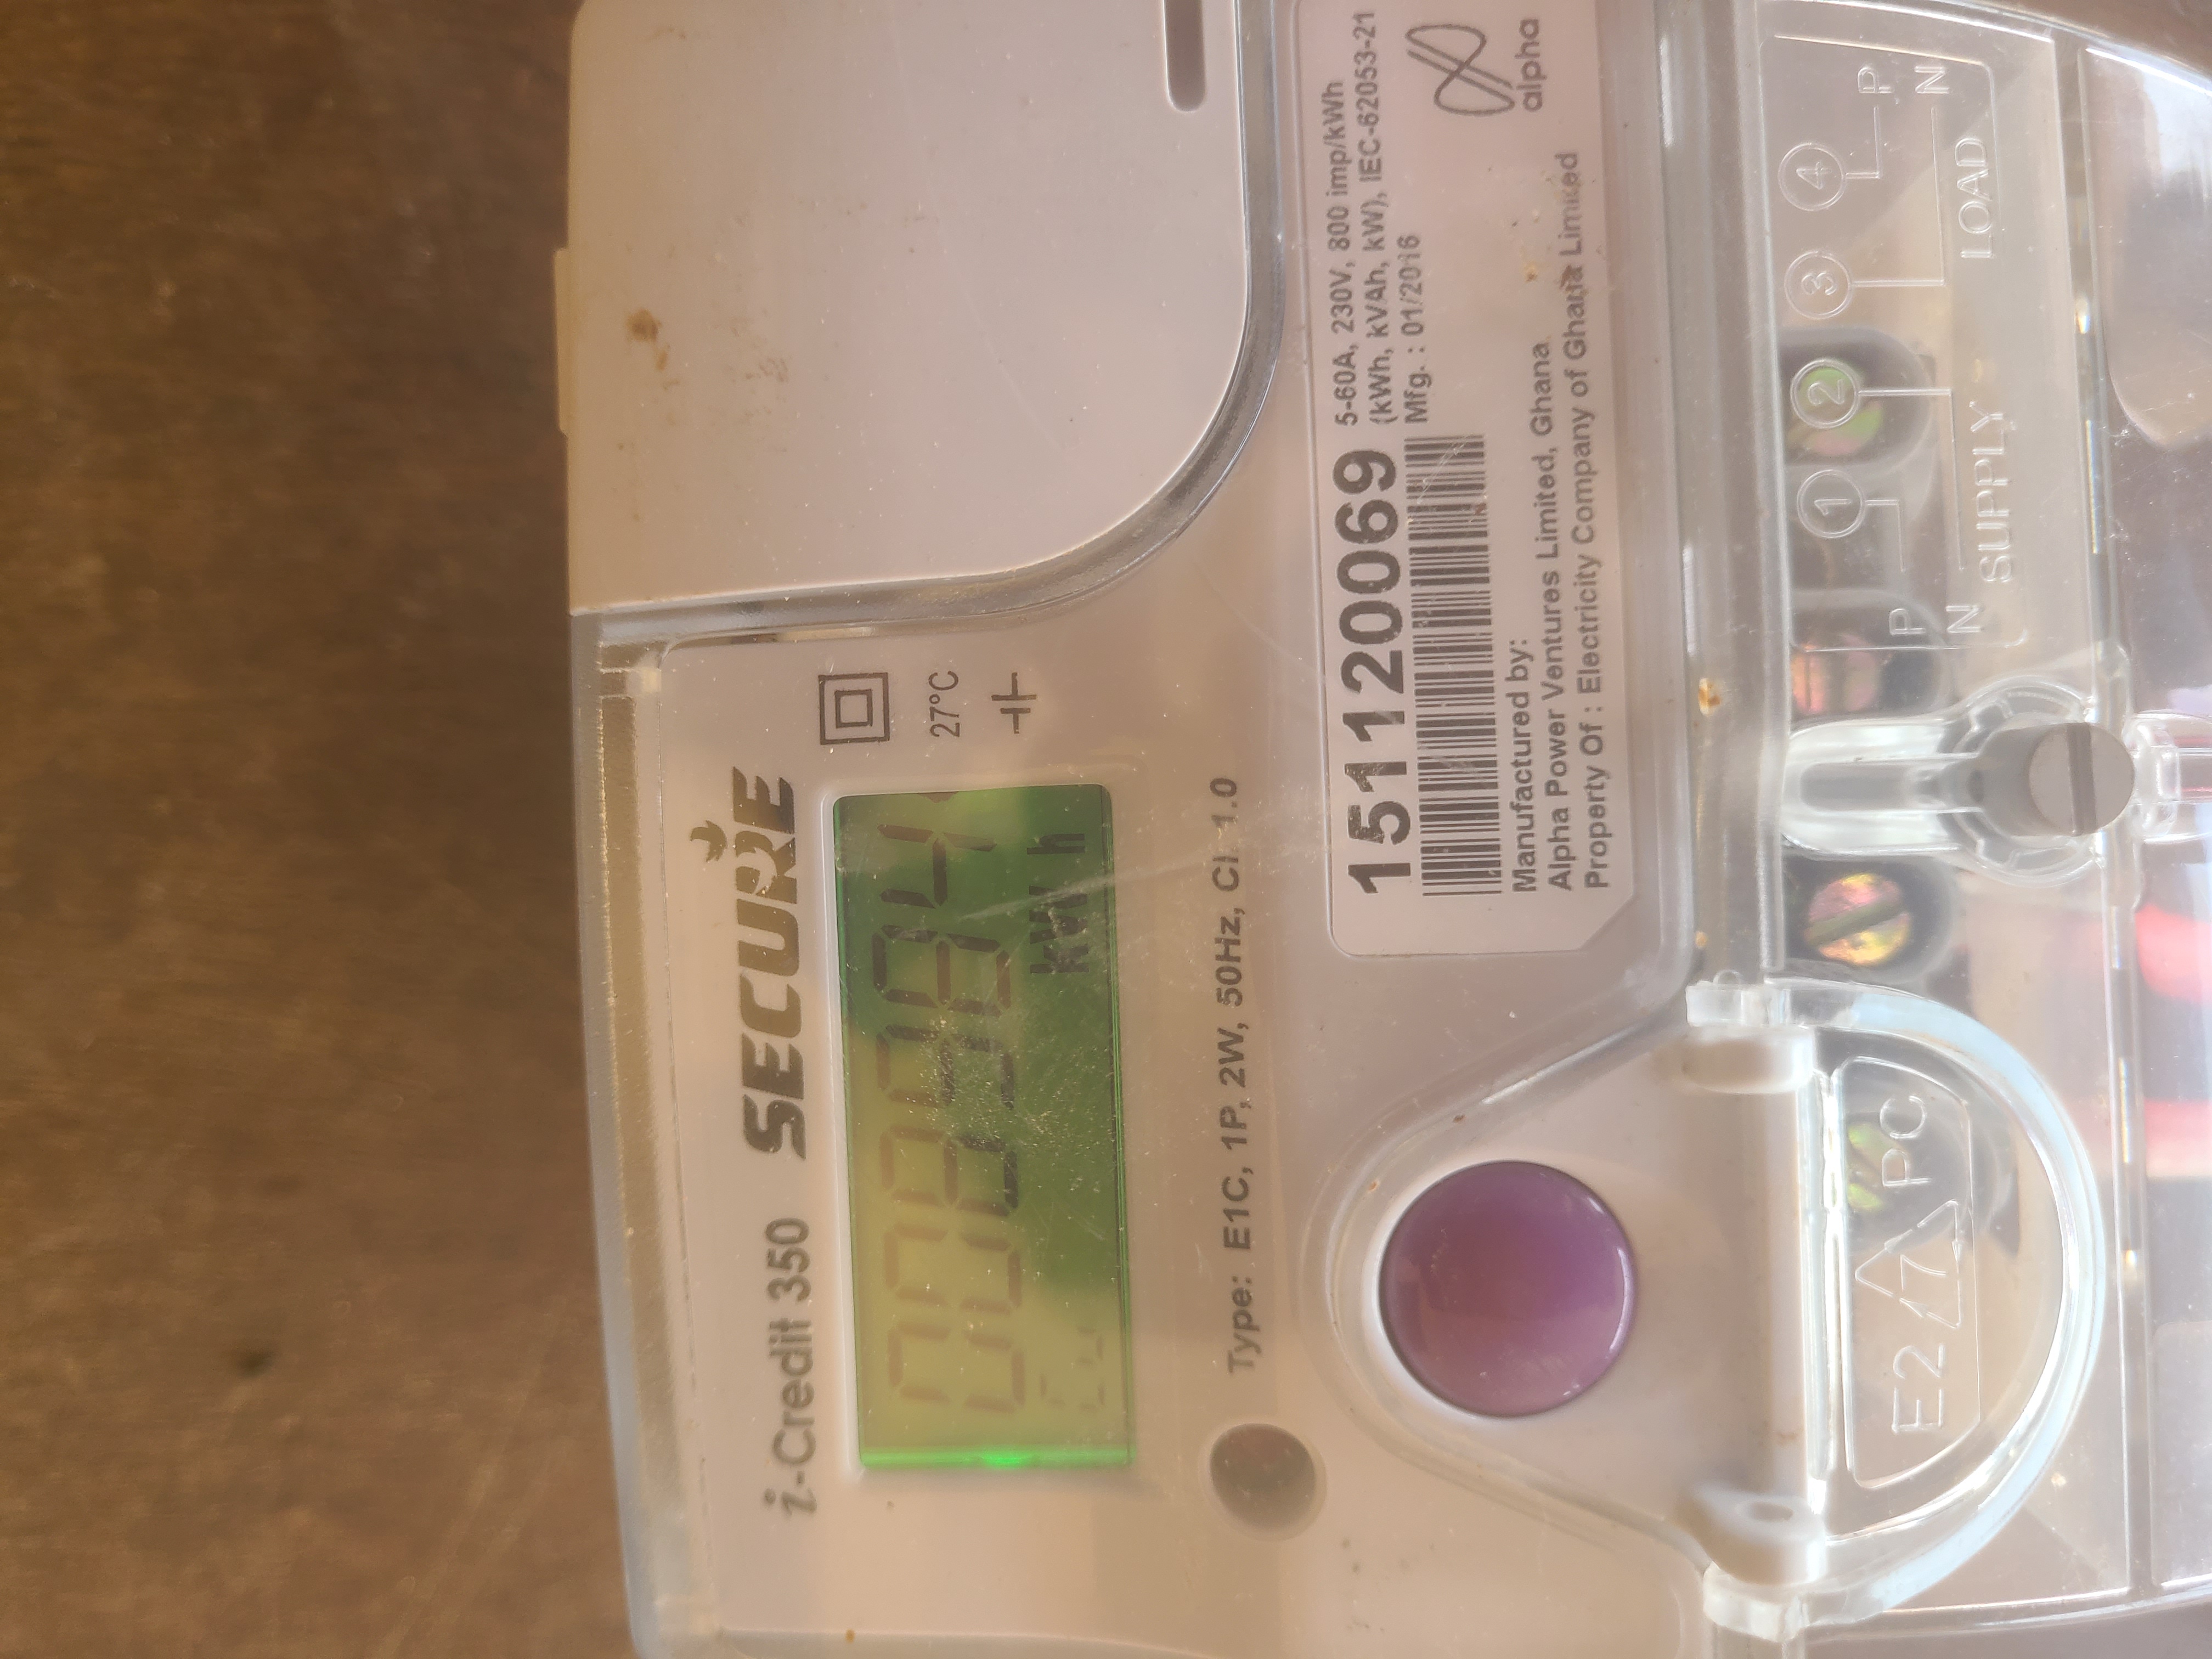 i-Credit 350 SECURE
kWh
27°C
Type: E1C, 1P, 2W, 50Hz, Cl. 1.0
151120069
5-60A, 230V, 800 imp/kWh
(kWh, kVAh, kW), IEC-62053-21
Mfg. : 01/2016
Manufactured by:
Alpha Power Ventures Limited, Ghana
Property Of : Electricity Company of Ghana Limited
alpha
E2 7 PC
1 2 3 4
P N P N
SUPPLY LOAD